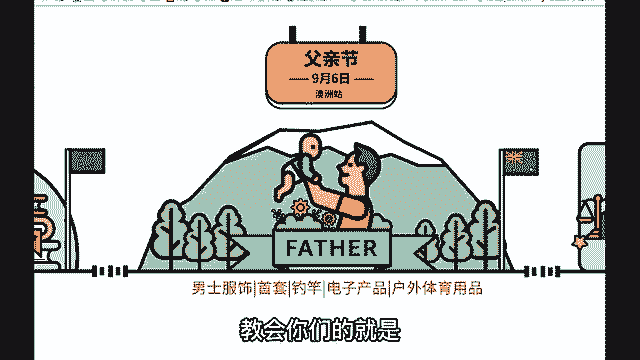 父亲节
9月6日
澳洲站
FATHER
男士服饰|首套|钓竿|电子产品|户外体育用品
教会你们的就是